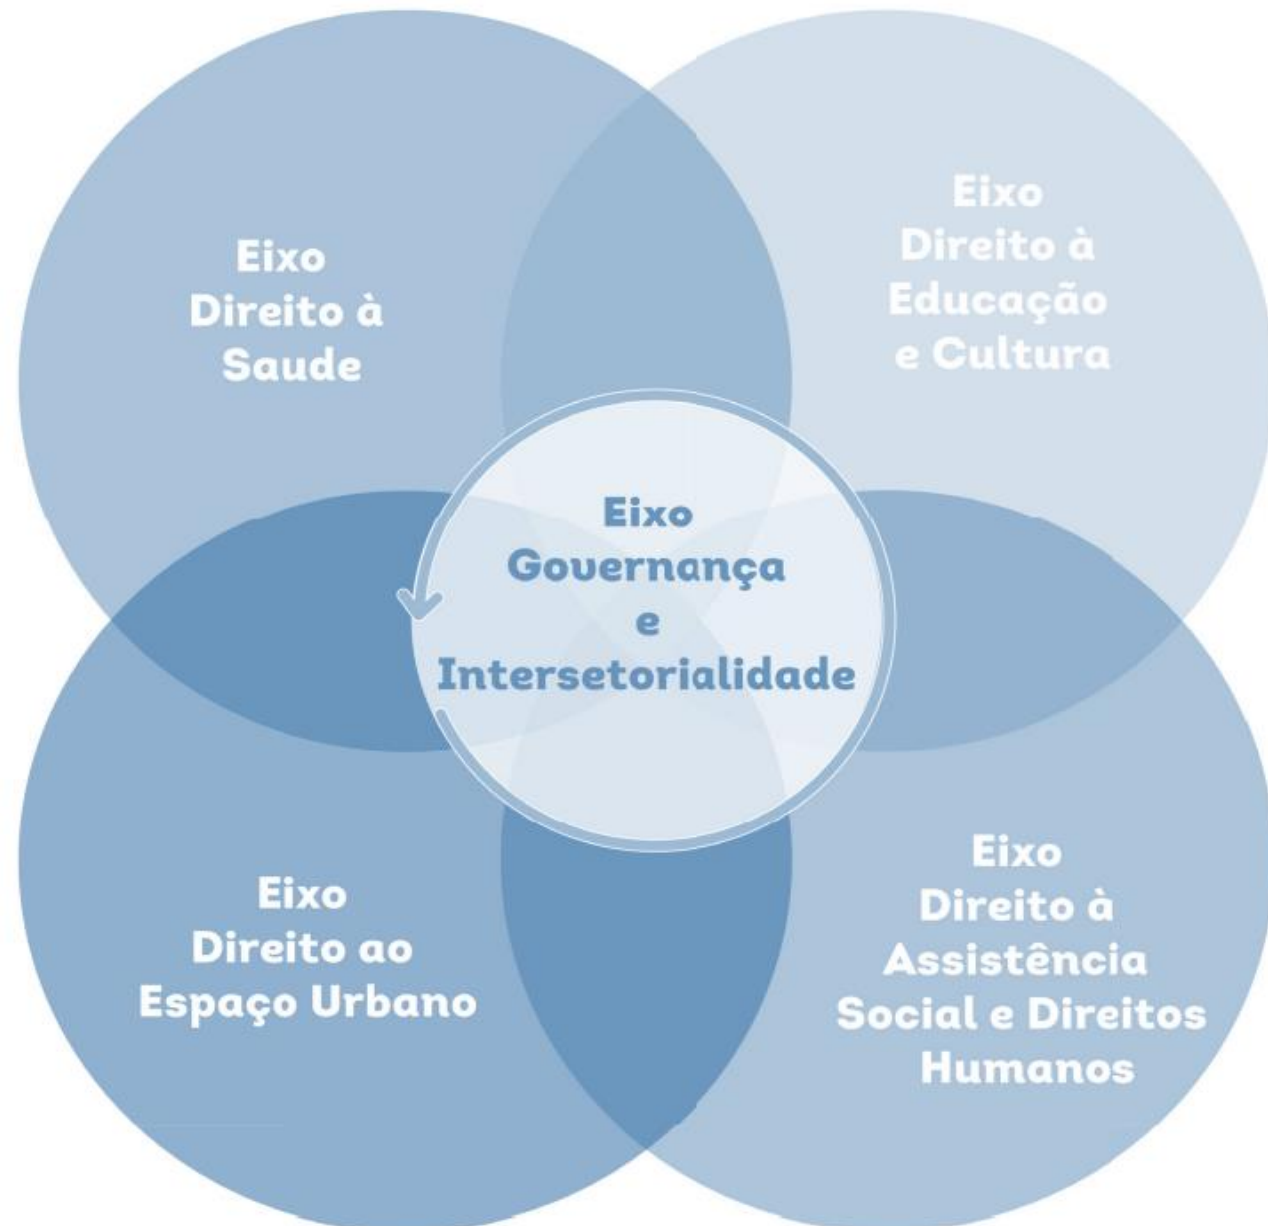 Eixo
Direito à
Saude
Eixo
Direito à
Educação
e Cultura
Eixo
Governança
e
Intersetorialidade
Eixo
Direito ao
Espaço Urbano
Eixo
Direito à
Assistência
Social e Direitos
Humanos